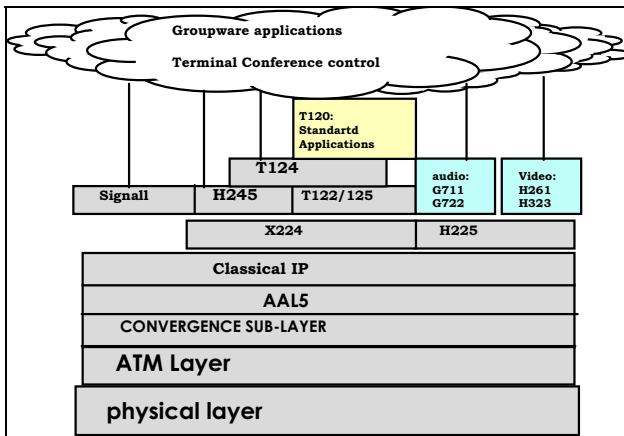 Groupware applications
Terminal Conference control
T120:
Standartd
Applications
T124
audio:
G711
G722
Video:
H261
H323
Signall
H245
T122/125
X224
H225
Classical IP
AAL5
CONVERGENCE SUB-LAYER
ATM Layer
physical layer